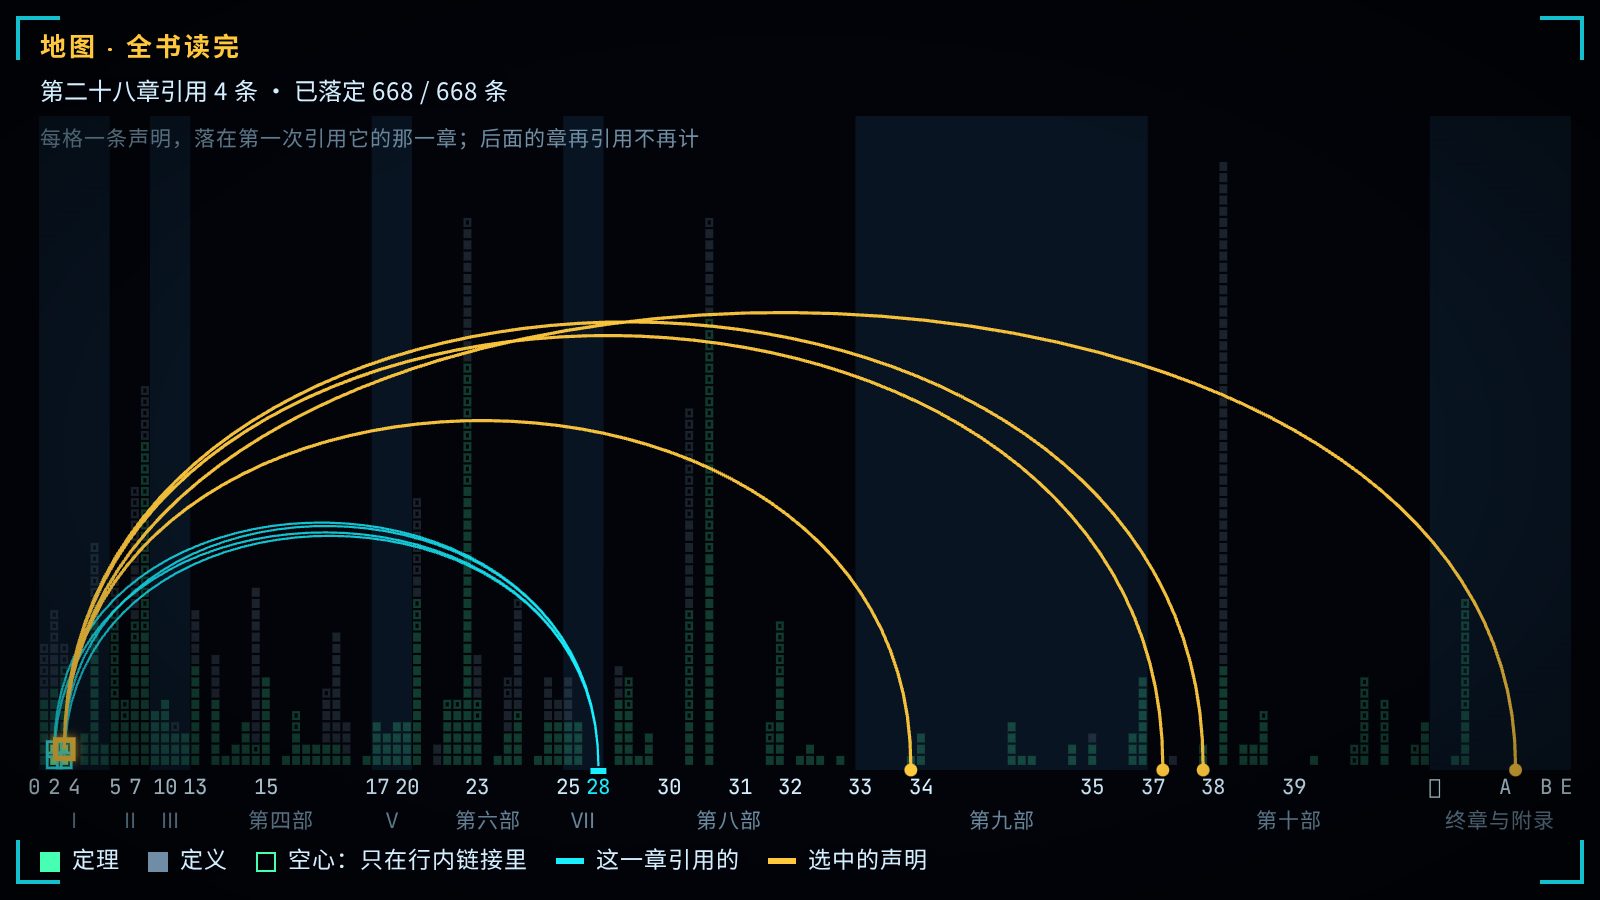 地图 · 全书读完
第二十八章引用 4 条 · 已落定 668 / 668 条
每格一条声明，落在第一次引用它的那一章；后面的章再引用不再计
0 2 4 5 7 10 13 15 17 20 23 25 28 30 31 32 33 34 35 37 38 39 A B E
I II III 第四部 V 第六部 VII 第八部 第九部 第十部 终章与附录
定理 定义 空心：只在行内链接里 这一章引用的 选中的声明